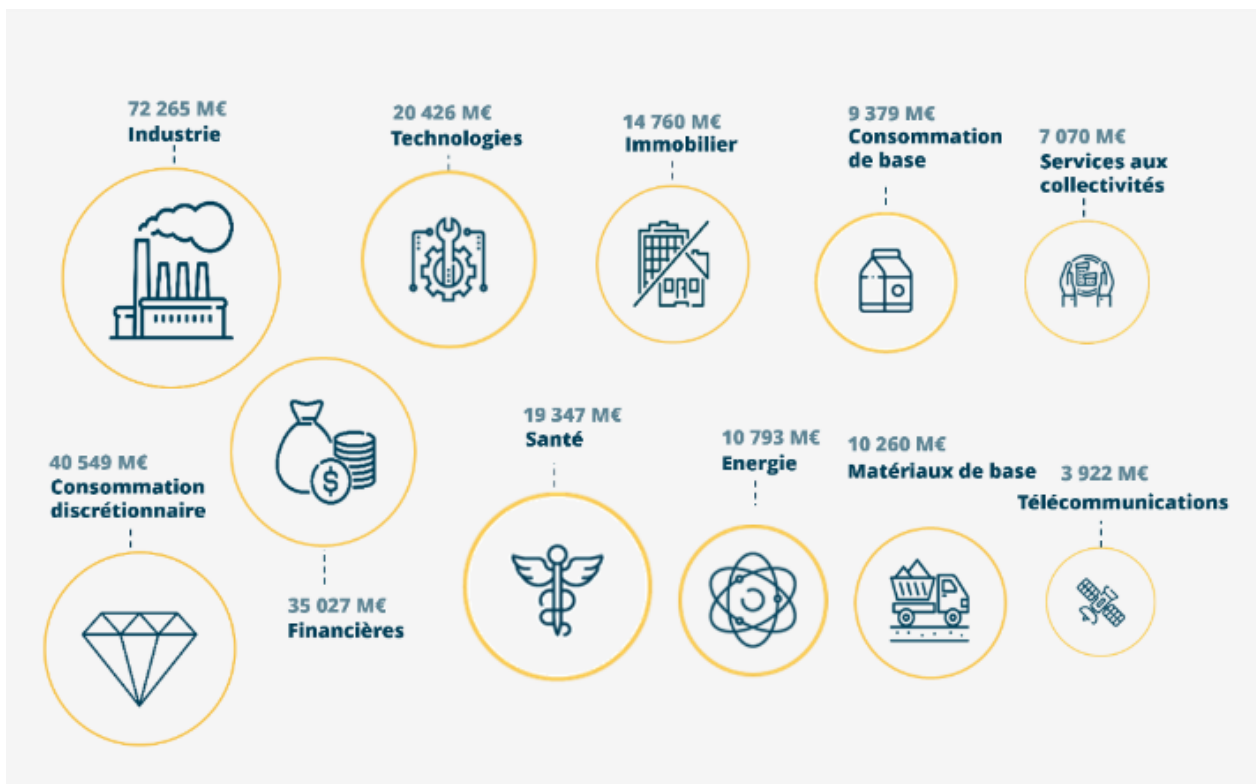 72 265 M€
Industrie
20 426 M€
Technologies
14 760 M€
Immobilier
9 379 M€
Consommation
de base
7 070 M€
Services aux
collectivités
40 549 M€
Consommation
discrétionnaire
35 027 M€
Financières
19 347 M€
Santé
10 793 M€
Energie
10 260 M€
Matériaux de base
3 922 M€
Télécommunications
$